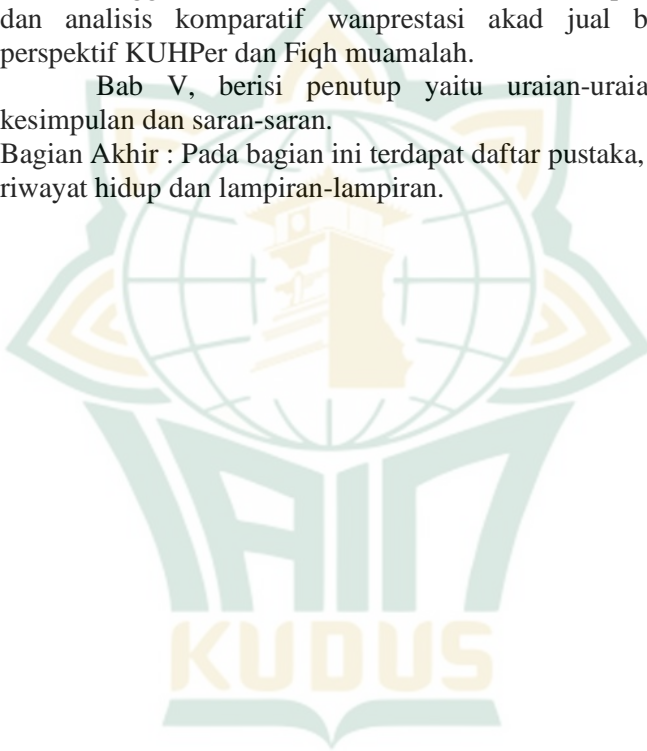 dan analisis komparatif wanprestasi akad jual b
perspektif KUHPer dan Fiqh muamalah.
Bab V, berisi penutup yaitu uraian-uraia
kesimpulan dan saran-saran.
Bagian Akhir : Pada bagian ini terdapat daftar pustaka,
riwayat hidup dan lampiran-lampiran.
IAIN
KUDUS